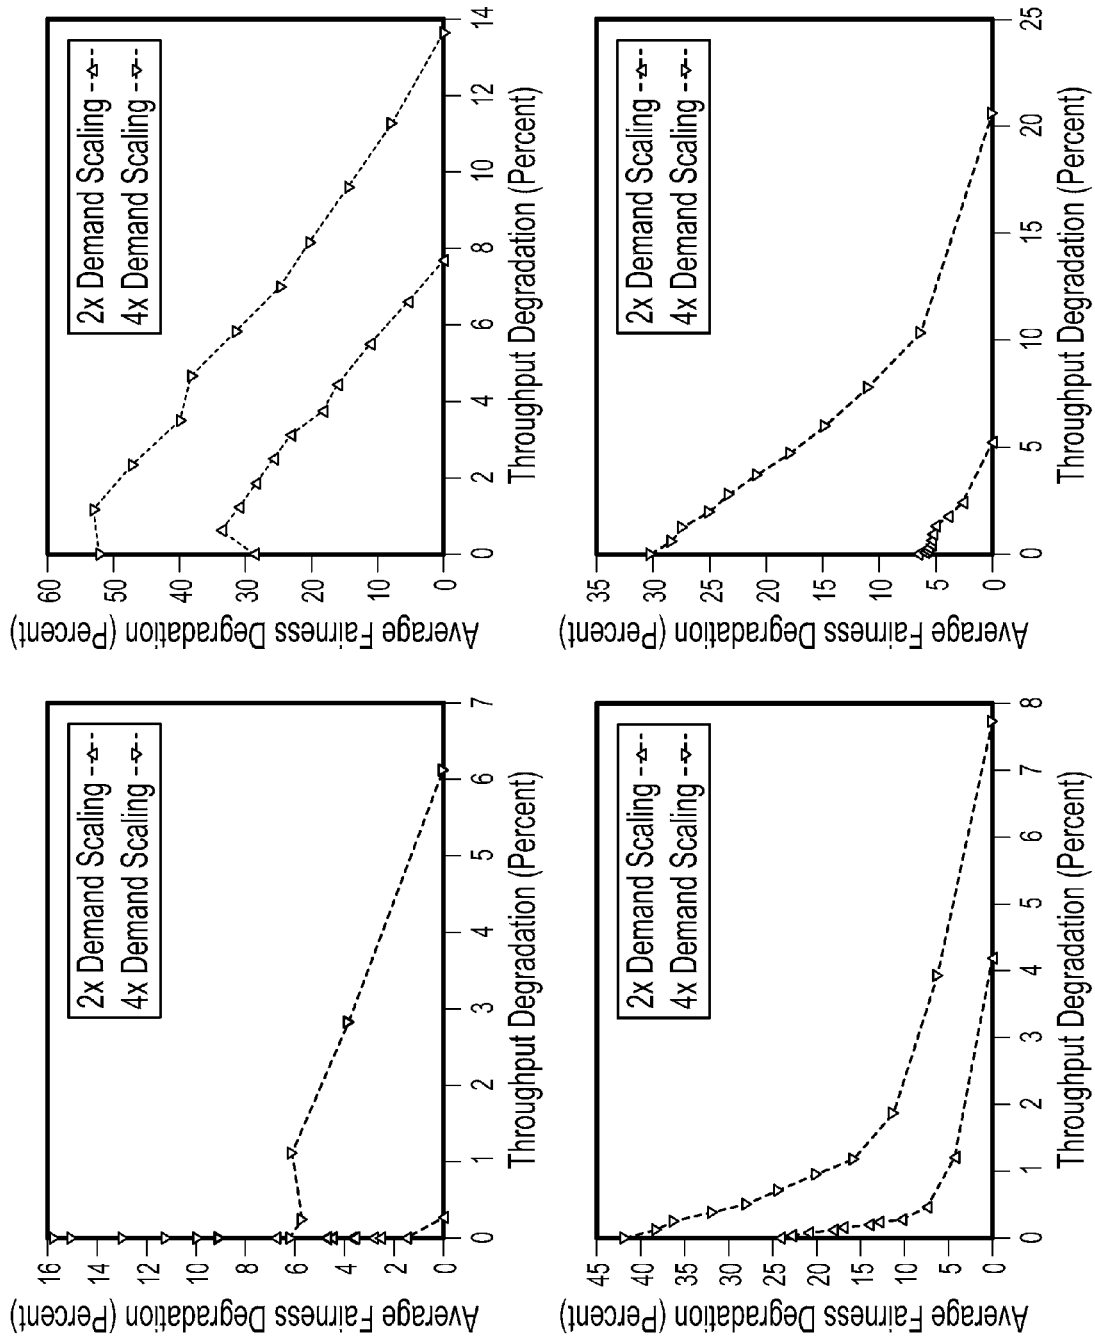 Average Fairness Degradation (Percent)
16
14
12
10
8
6
4
2
0
2x Demand Scaling
4x Demand Scaling
0 1 2 3 4 5 6 7
Throughput Degradation (Percent)
Average Fairness Degradation (Percent)
60
50
40
30
20
10
0
2x Demand Scaling
4x Demand Scaling
0 2 4 6 8 10 12 14
Throughput Degradation (Percent)
Average Fairness Degradation (Percent)
45
40
35
30
25
20
15
10
5
0
2x Demand Scaling
4x Demand Scaling
0 1 2 3 4 5 6 7 8
Throughput Degradation (Percent)
Average Fairness Degradation (Percent)
35
30
25
20
15
10
5
0
2x Demand Scaling
4x Demand Scaling
0 5 10 15 20 25
Throughput Degradation (Percent)